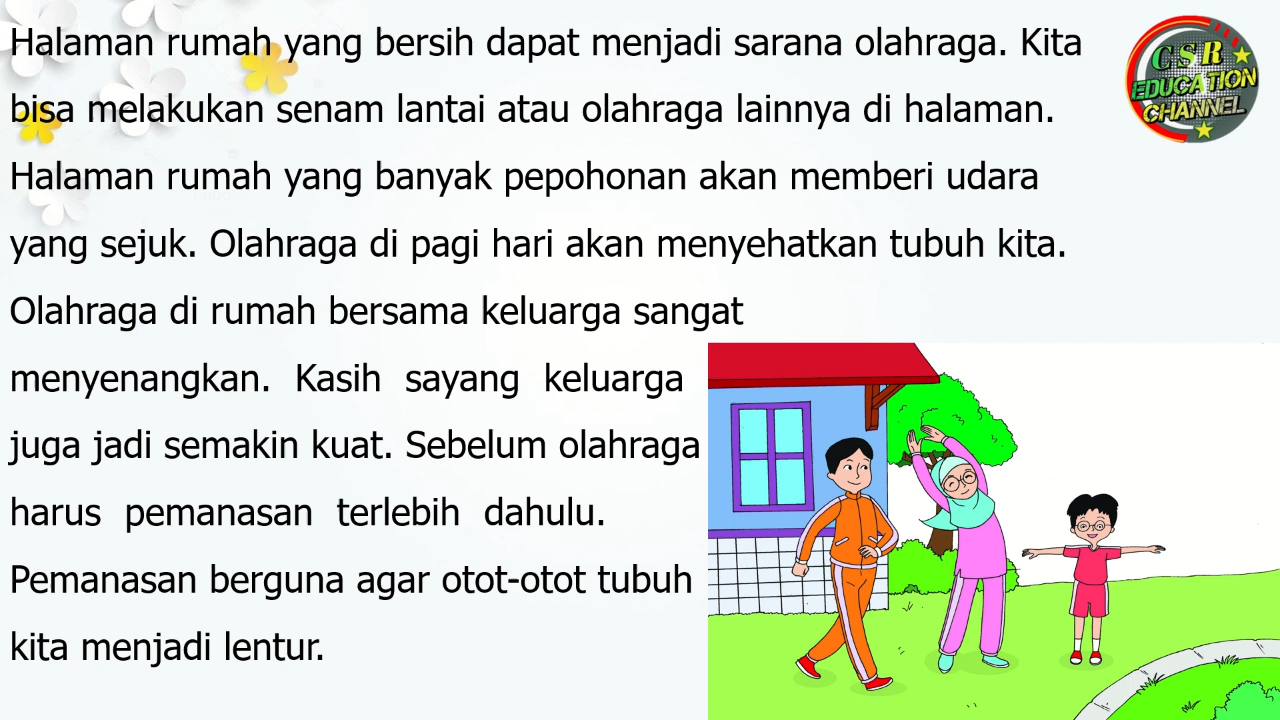 Halaman rumah yang bersih dapat menjadi sarana olahraga. Kita
bisa melakukan senam lantai atau olahraga lainnya di halaman.
Halaman rumah yang banyak pepohonan akan memberi udara
yang sejuk. Olahraga di pagi hari akan menyehatkan tubuh kita.
Olahraga di rumah bersama keluarga sangat
menyenangkan. Kasih sayang keluarga
juga jadi semakin kuat. Sebelum olahraga
harus pemanasan terlebih dahulu.
Pemanasan berguna agar otot-otot tubuh
kita menjadi lentur.
CSR
EDUCATION
CHANNEL